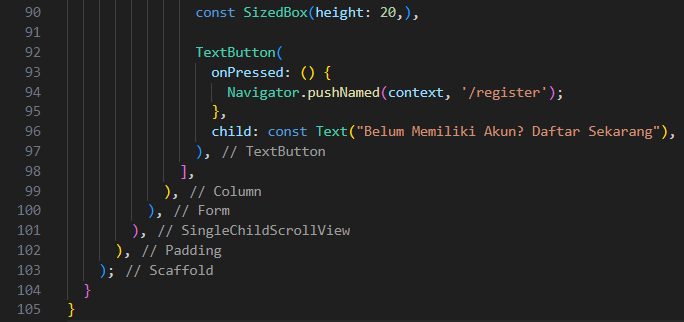 90 const SizedBox(height: 20,),
91
92 TextButton(
93 onPressed: () {
94 Navigator.pushNamed(context, '/register');
95 },
96 child: const Text("Belum Memiliki Akun? Daftar Sekarang"),
97 ), // TextButton
98 ],
99 ), // Column
100 ), // Form
101 ), // SingleChildScrollView
102 ), // Padding
103 ); // Scaffold
104 }
105 }